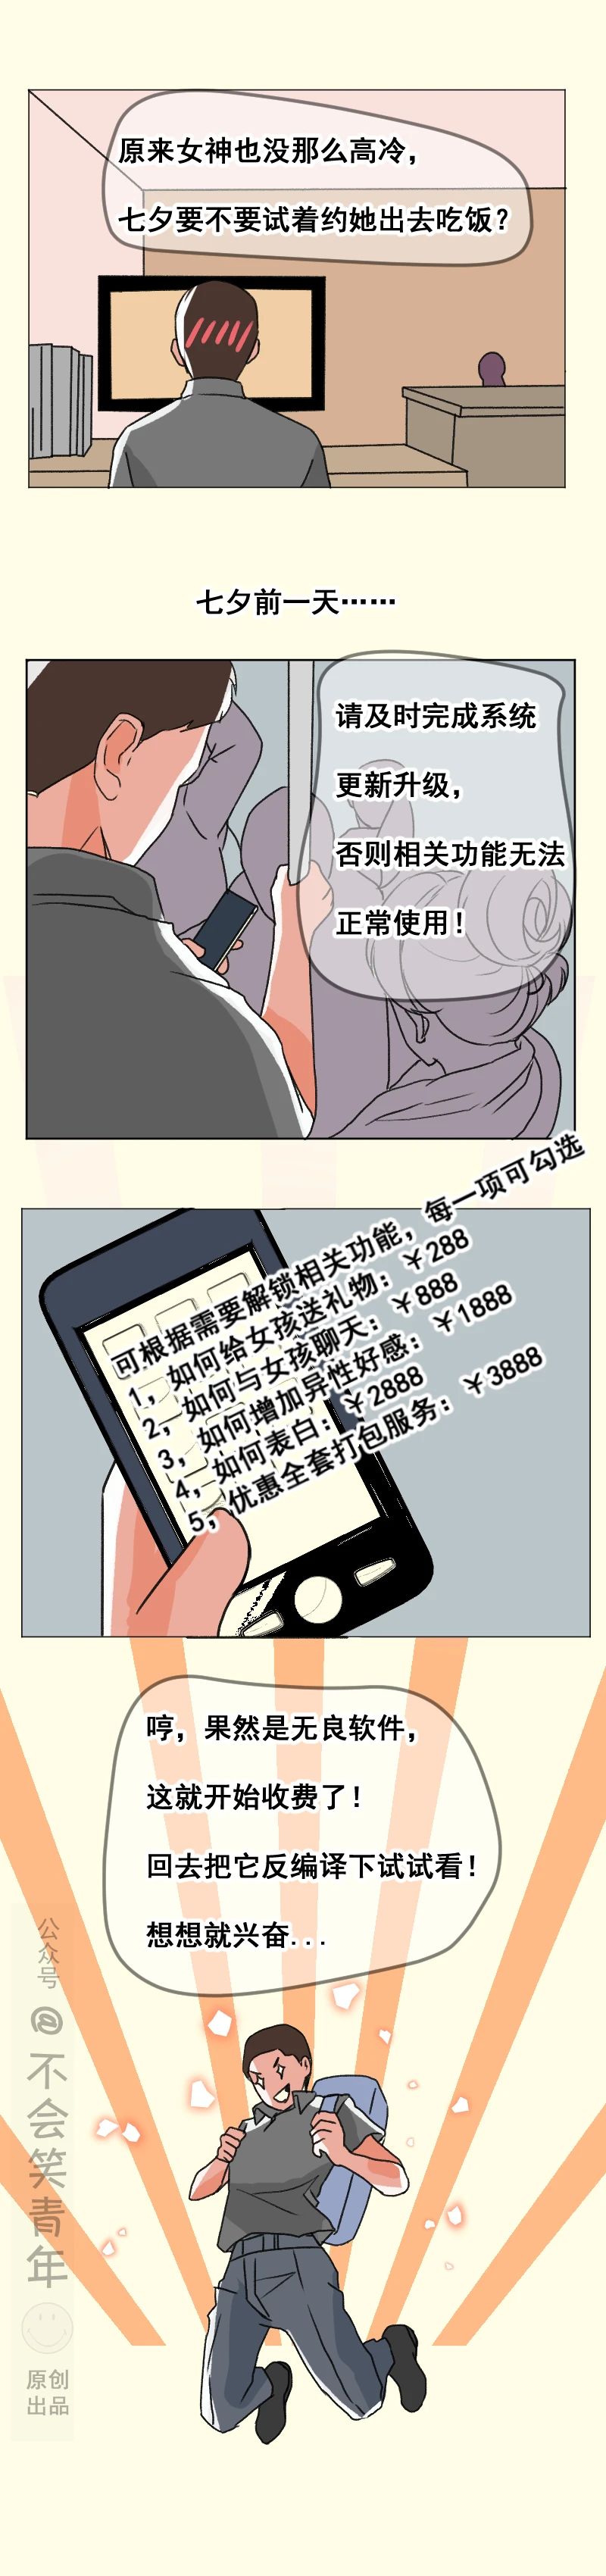 原来女神也没那么高冷，
七夕要不要试着约她出去吃饭？
七夕前一天……
请及时完成系统
更新升级，
否则相关功能无法
正常使用！
可根据需要解锁相关功能，每一项可勾选
1，如何给女孩送礼物：￥288
2，如何与女孩聊天：￥888
3，如何增加异性好感：￥1888
4，如何表白：￥2888
5，优惠全套打包服务：￥3888
哼，果然是无良软件，
这就开始收费了！
回去把它反编译下试试看！
想想就兴奋...
公众号
@不会笑青年
原创
出品